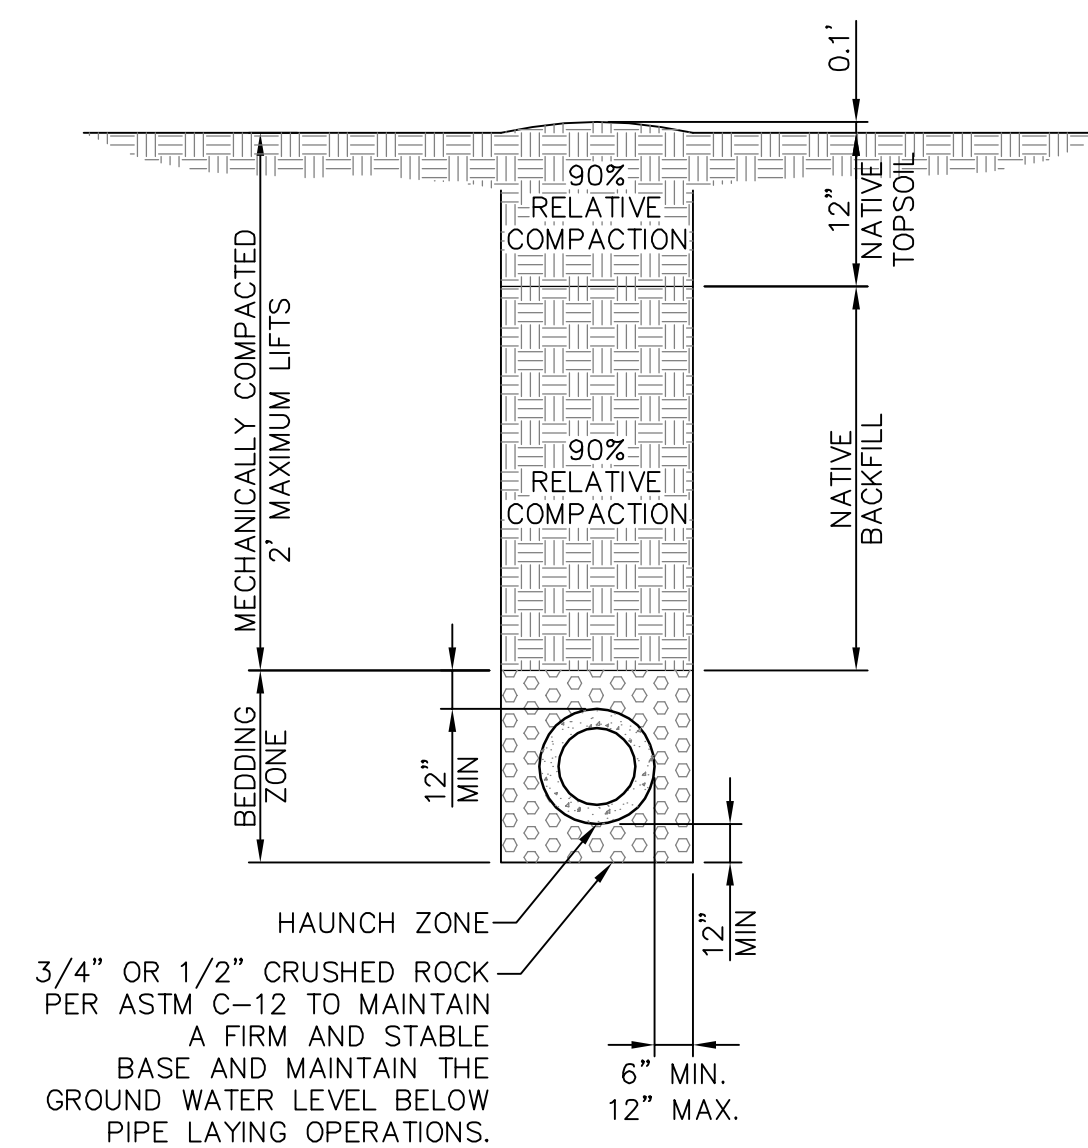 0.1'
90%
RELATIVE
COMPACTION
12"
NATIVE
TOPSOIL
MECHANICALLY COMPACTED
2' MAXIMUM LIFTS
90%
RELATIVE
COMPACTION
NATIVE
BACKFILL
BEDDING
ZONE
12"
MIN
HAUNCH ZONE
12"
MIN
3/4" OR 1/2" CRUSHED ROCK
PER ASTM C-12 TO MAINTAIN
A FIRM AND STABLE
BASE AND MAINTAIN THE
GROUND WATER LEVEL BELOW
PIPE LAYING OPERATIONS.
6" MIN.
12" MAX.